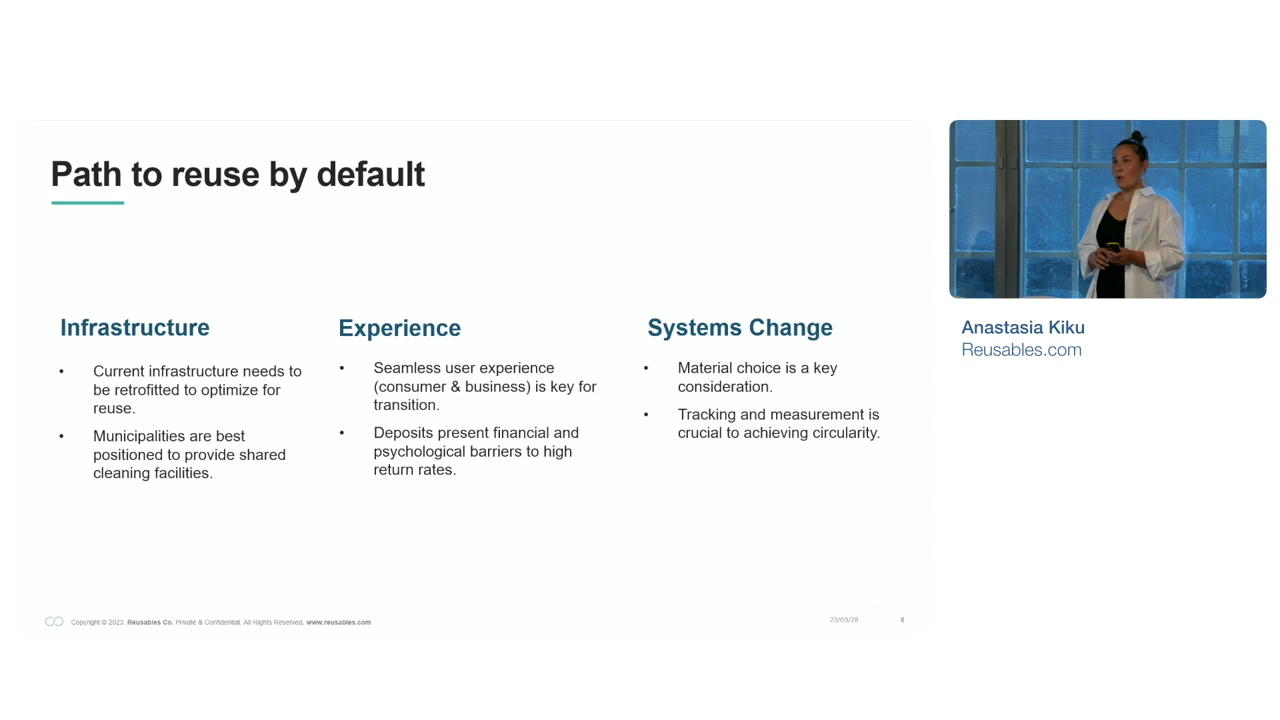 Path to reuse by default
Infrastructure
• Current infrastructure needs to
be retrofitted to optimize for
reuse.
• Municipalities are best
positioned to provide shared
cleaning facilities.
Experience
• Seamless user experience
(consumer & business) is key for
transition.
• Deposits present financial and
psychological barriers to high
return rates.
Systems Change
• Material choice is a key
consideration.
• Tracking and measurement is
crucial to achieving circularity.
Anastasia Kiku
Reusables.com
Copyright © 2023. Reusables Co. Private & Confidential. All Rights Reserved. www.reusables.com
23/09/28
8